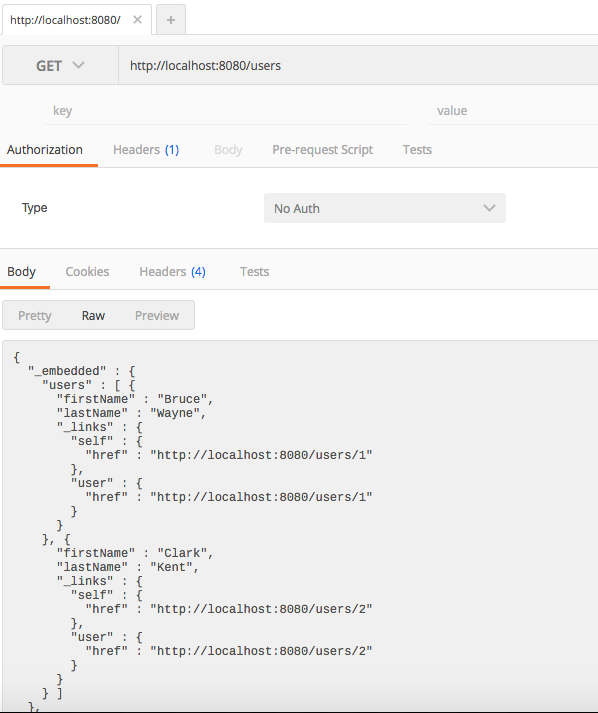 http://localhost:8080/ × +
GET http://localhost:8080/users
key value
Authorization Headers (1) Body Pre-request Script Tests
Type No Auth
Body Cookies Headers (4) Tests
Pretty Raw Preview
{
  "_embedded" : {
    "users" : [ {
      "firstName" : "Bruce",
      "lastName" : "Wayne",
      "_links" : {
        "self" : {
          "href" : "http://localhost:8080/users/1"
        },
        "user" : {
          "href" : "http://localhost:8080/users/1"
        }
      }
    }, {
      "firstName" : "Clark",
      "lastName" : "Kent",
      "_links" : {
        "self" : {
          "href" : "http://localhost:8080/users/2"
        },
        "user" : {
          "href" : "http://localhost:8080/users/2"
        }
      }
    } ]
  },